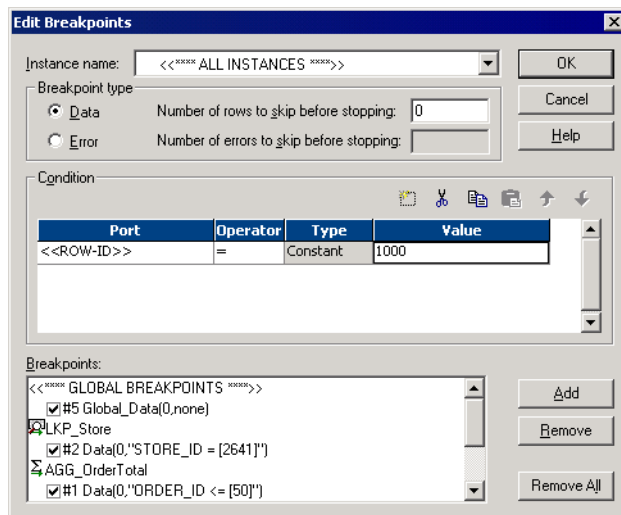 Edit Breakpoints
Instance name: <<**** ALL INSTANCES ****>> OK
Breakpoint type
Data Number of rows to skip before stopping: 0 Cancel
Error Number of errors to skip before stopping: Help
Condition
Port Operator Type Value
<<ROW-ID>> = Constant 1000
Breakpoints:
<<**** GLOBAL BREAKPOINTS ****>> Add
#5 Global_Data(0,none)
LKP_Store Remove
#2 Data(0,"STORE_ID = [2641]")
AGG_OrderTotal
#1 Data(0,"ORDER_ID <= [50]") Remove All